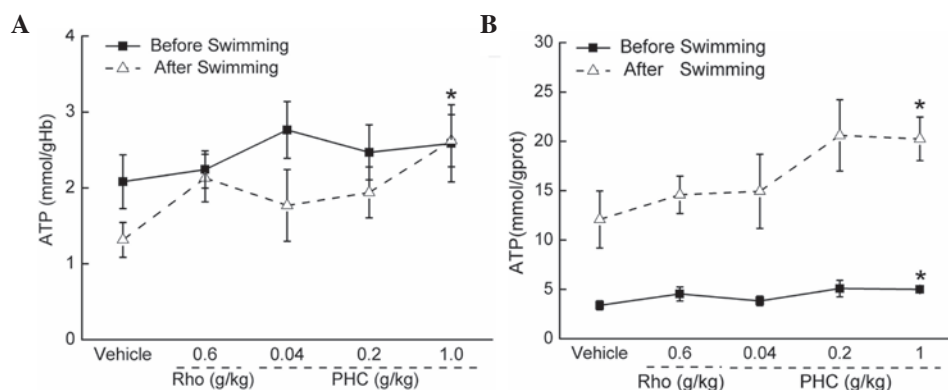 A
Before Swimming
After Swimming
ATP (mmol/gHb)
4
3
2
1
0
*
Vehicle 0.6 0.04 0.2 1.0
Rho (g/kg) PHC (g/kg)
B
Before Swimming
After Swimming
ATP(mmol/gprot)
30
25
20
15
10
5
0
*
*
Vehicle 0.6 0.04 0.2 1
Rho (g/kg) PHC (g/kg)